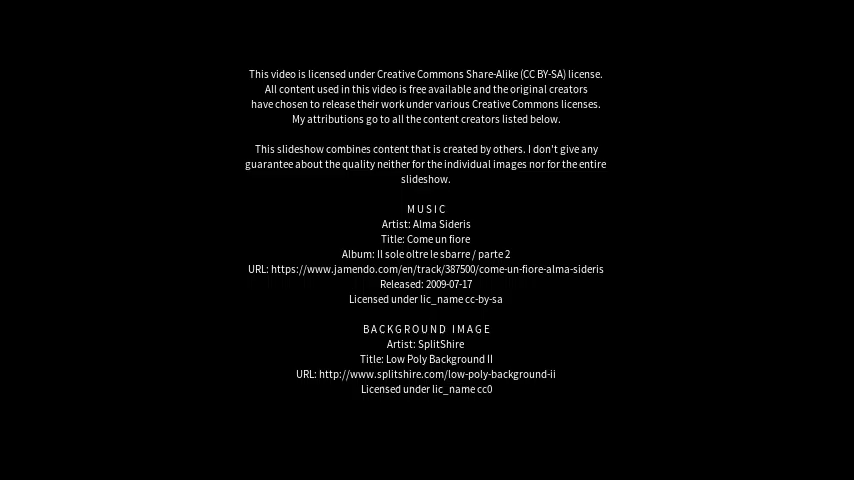 This video is licensed under Creative Commons Share-Alike (CC BY-SA) license.
All content used in this video is free available and the original creators
have chosen to release their work under various Creative Commons licenses.
My attributions go to all the content creators listed below.
This slideshow combines content that is created by others. I don't give any
guarantee about the quality neither for the individual images nor for the entire
slideshow.
MUSIC
Artist: Alma Sideris
Title: Come un fiore
Album: Il sole oltre le sbarre / parte 2
URL: https://www.jamendo.com/en/track/387500/come-un-fiore-alma-sideris
Released: 2009-07-17
Licensed under lic_name cc-by-sa
BACKGROUND IMAGE
Artist: SplitShire
Title: Low Poly Background II
URL: http://www.splitshire.com/low-poly-background-ii
Licensed under lic_name cc0